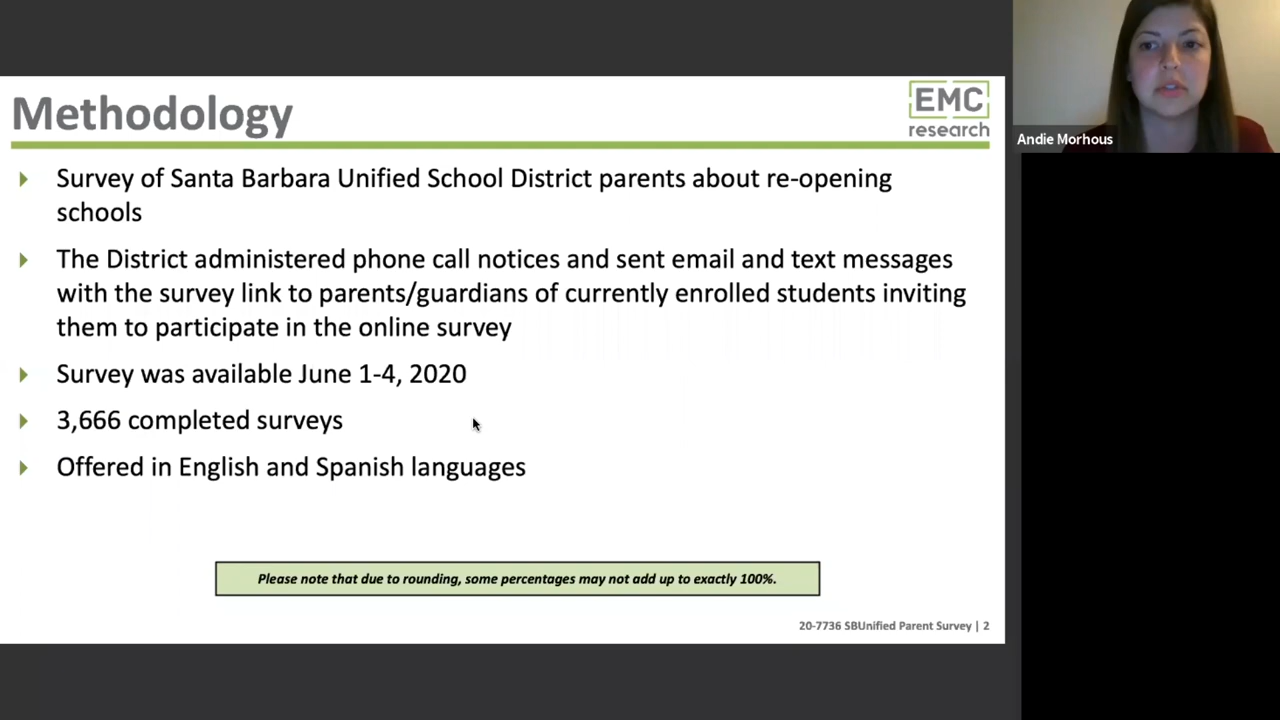 Methodology
EMC
research
Survey of Santa Barbara Unified School District parents about re-opening
schools
The District administered phone call notices and sent email and text messages
with the survey link to parents/guardians of currently enrolled students inviting
them to participate in the online survey
Survey was available June 1-4, 2020
3,666 completed surveys
Offered in English and Spanish languages
Please note that due to rounding, some percentages may not add up to exactly 100%.
20-7736 SBUnified Parent Survey | 2
Andie Morhous